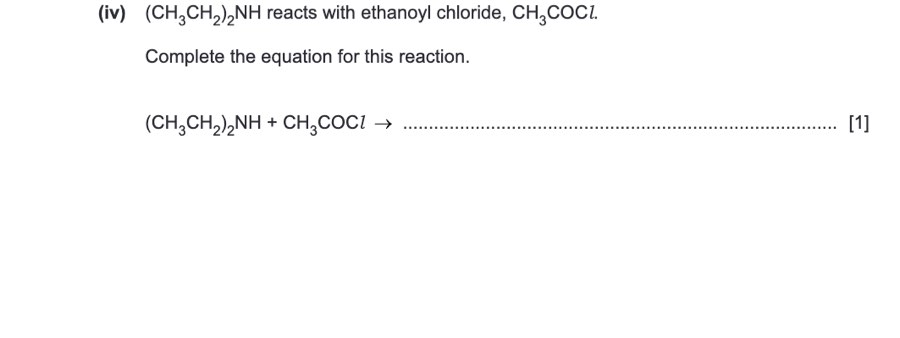 (iv) (CH₃CH₂)₂NH reacts with ethanoyl chloride, CH₃COCl.
Complete the equation for this reaction.
(CH₃CH₂)₂NH + CH₃COCl → .................................................................................... [1]